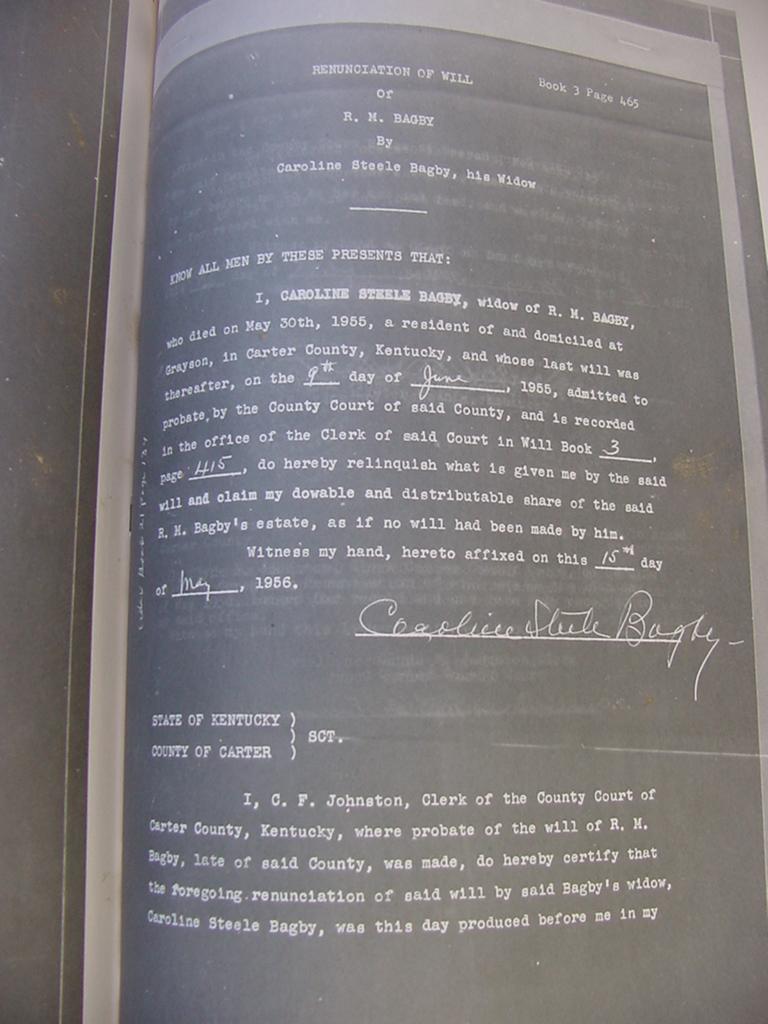 RENUNCIATION OF WILL
Book 3 Page 465
Of
R. M. BAGBY
By
Caroline Steele Bagby, his Widow
KNOW ALL MEN BY THESE PRESENTS THAT:
I, CAROLINE STEELE BAGBY, widow of R. M. BAGBY,
who died on May 30th, 1955, a resident of and domiciled at
Grayson, in Carter County, Kentucky, and whose last will was
thereafter, on the 9th day of June, 1955, admitted to
probate, by the County Court of said County, and is recorded
in the office of the Clerk of said Court in Will Book 3,
page 415, do hereby relinquish what is given me by the said
will and claim my dowable and distributable share of the said
R. M. Bagby's estate, as if no will had been made by him.
Witness my hand, hereto affixed on this 15th day
of May, 1956.
Caroline Steele Bagby
STATE OF KENTUCKY )
) SCT.
COUNTY OF CARTER )
I, C. F. Johnston, Clerk of the County Court of
Carter County, Kentucky, where probate of the will of R. M.
Bagby, late of said County, was made, do hereby certify that
the foregoing renunciation of said will by said Bagby's widow,
Caroline Steele Bagby, was this day produced before me in my